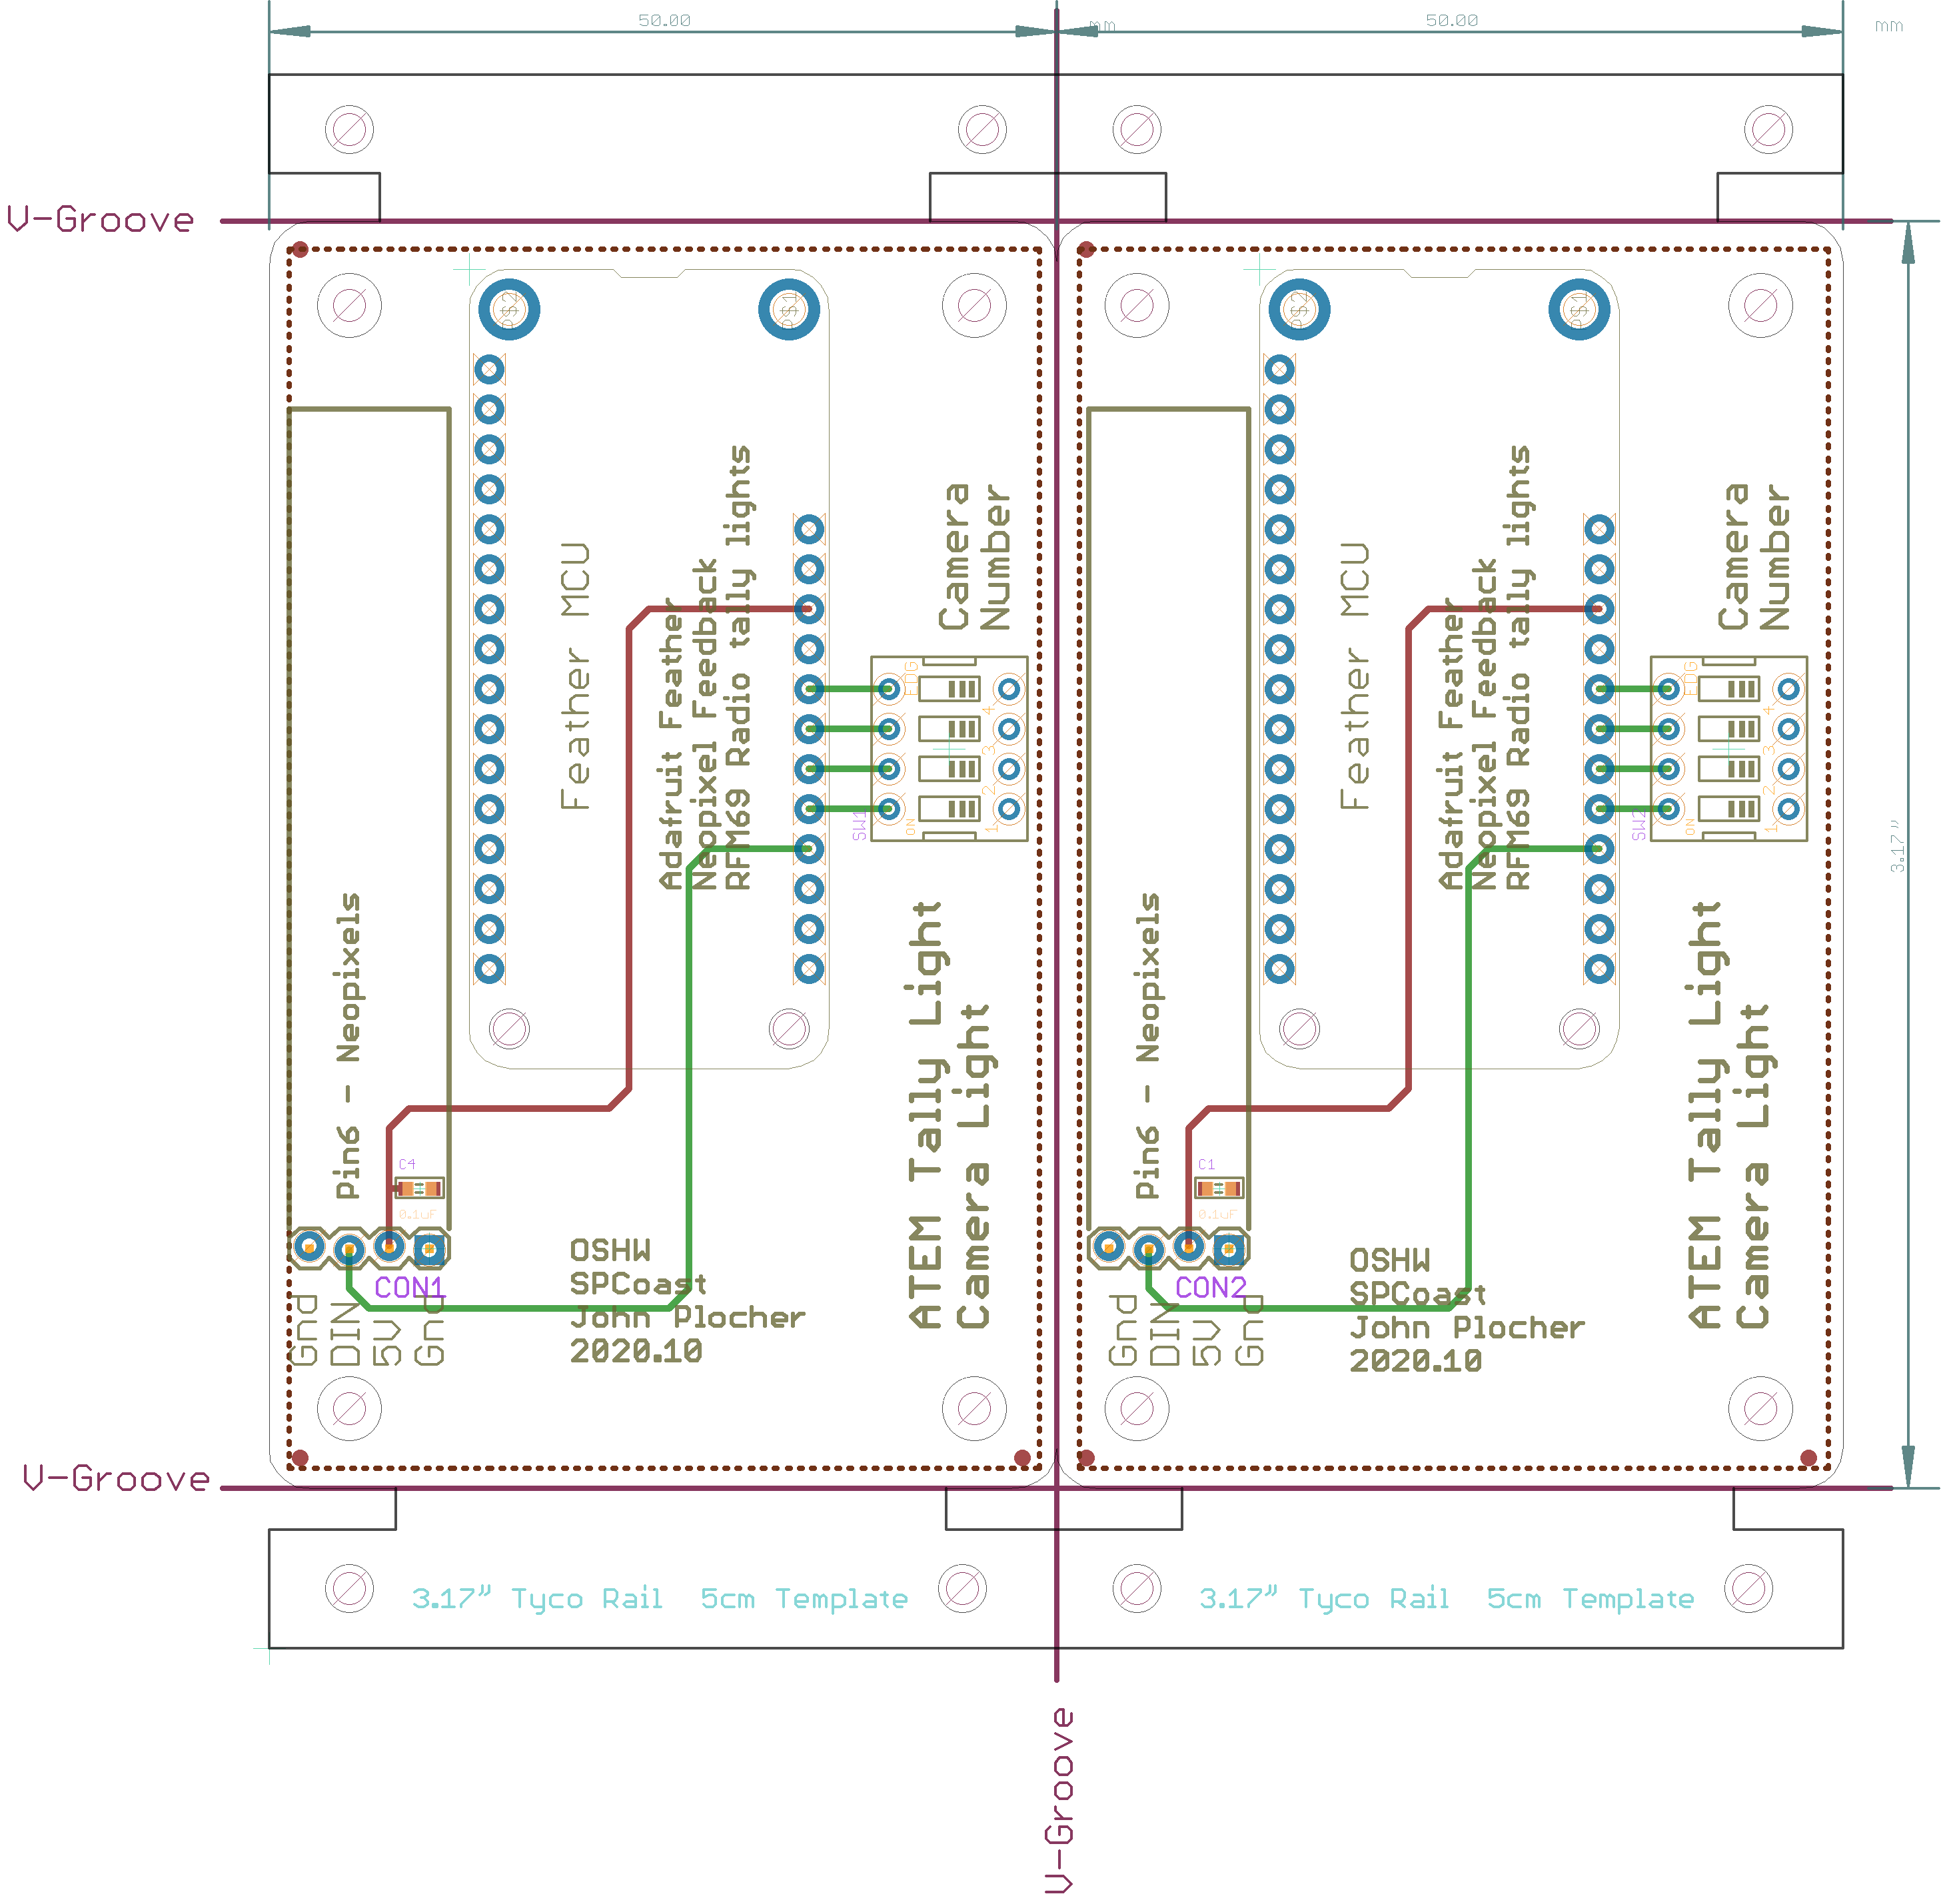 50.00
mm
50.00
mm
V-Groove
DS2
DS1
DS2
DS1
Feather MCU
Adafruit Feather
Neopixel Feedback
RFM69 Radio tally lights
Camera
Number
EDG
ON
1
2
3
4
SW1
Pin6 - Neopixels
C4
0.1uF
CON1
Gnd
DIN
5V
Gnd
OSHW
SPCoast
John Plocher
2020.10
ATEM Tally Light
Camera Light
Feather MCU
Adafruit Feather
Neopixel Feedback
RFM69 Radio tally lights
Camera
Number
EDG
ON
1
2
3
4
SW2
Pin6 - Neopixels
C1
0.1uF
CON2
Gnd
DIN
5V
Gnd
OSHW
SPCoast
John Plocher
2020.10
ATEM Tally Light
Camera Light
3.17"
V-Groove
3.17" Tyco Rail 5cm Template
3.17" Tyco Rail 5cm Template
V-Groove